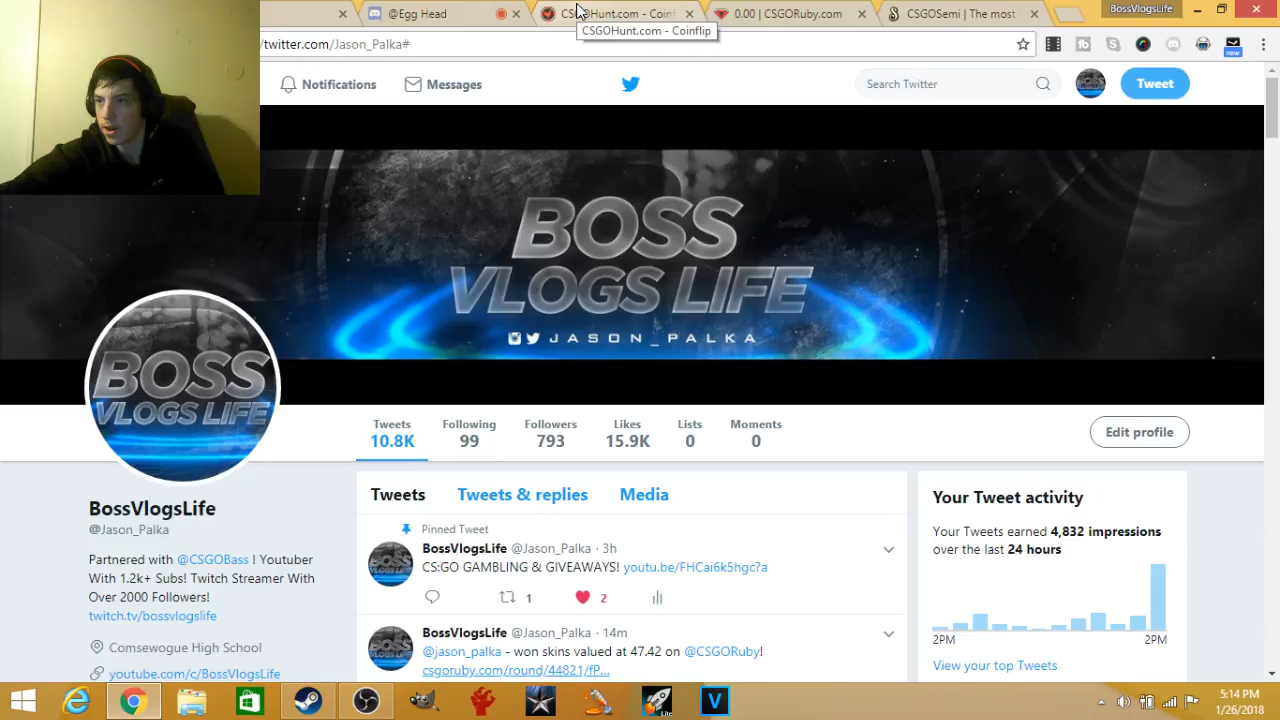 @Egg Head
CSGOHunt.com - Coinf
0.00 | CSGORuby.com
CSGOSemi | The most
BossVlogsLife
CSGOHunt.com - Coinflip
/twitter.com/Jason_Palka#
new
Notifications
Messages
Search Twitter
Tweet
BOSS
VLOGS LIFE
JASON_PALKA
BOSS
VLOGS LIFE
Tweets
10.8K
Following
99
Followers
793
Likes
15.9K
Lists
0
Moments
0
Edit profile
BossVlogsLife
@Jason_Palka
Partnered with @CSGOBass ! Youtuber
With 1.2k+ Subs! Twitch Streamer With
Over 2000 Followers!
twitch.tv/bossvlogslife
Comsewogue High School
youtube.com/c/BossVlogsLife
Tweets
Tweets & replies
Media
Pinned Tweet
BossVlogsLife @Jason_Palka · 3h
CS:GO GAMBLING & GIVEAWAYS! youtu.be/FHCai6k5hgc?a
1
2
BossVlogsLife @Jason_Palka · 14m
@jason_palka - won skins valued at 47.42 on @CSGORuby!
csgoruby.com/round/44821/fP...
Your Tweet activity
Your Tweets earned 4,832 impressions
over the last 24 hours
2PM
2PM
View your top Tweets
Lite
V
5:14 PM
1/26/2018